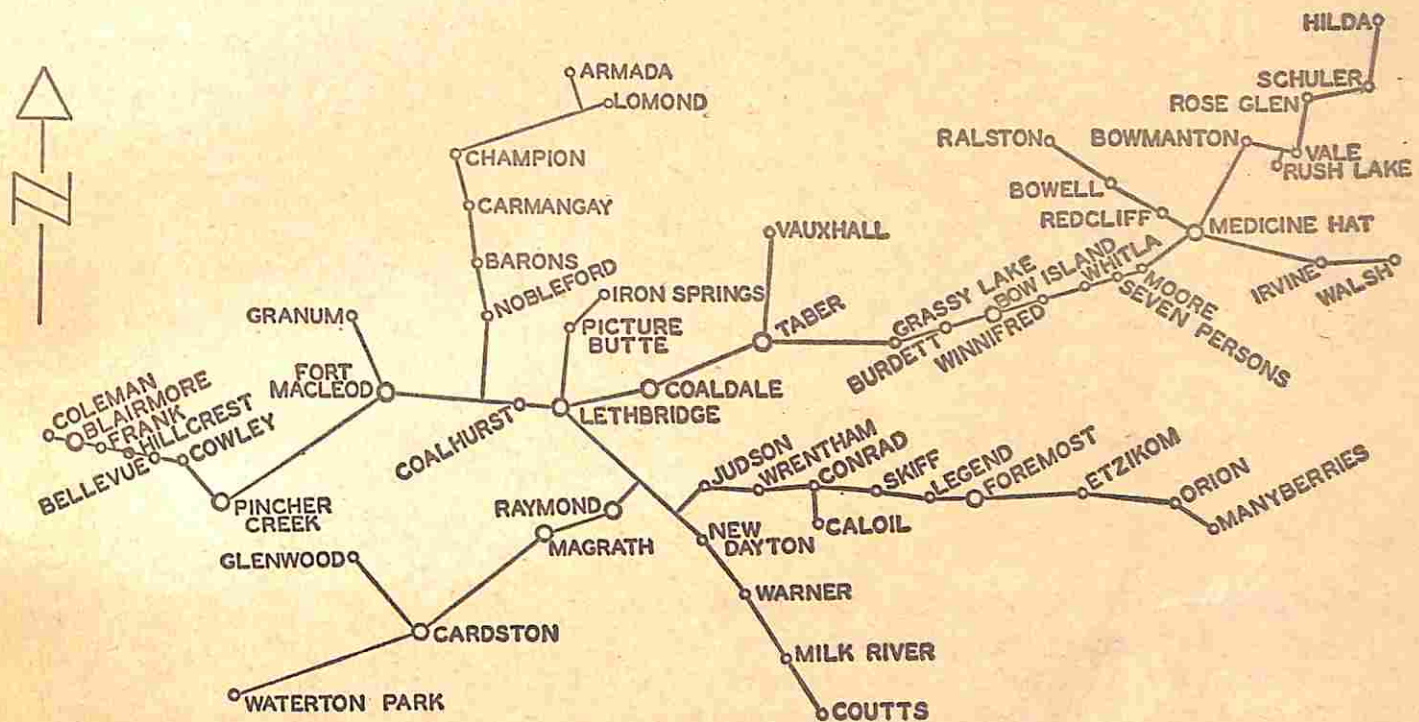 HILDA
ARMADA
SCHULER
LOMOND
ROSE GLEN
RALSTON
BOWMANTON
CHAMPION
VALE
RUSH LAKE
BOWELL
CARMANGAY
REDCLIFF
VAUXHALL
MEDICINE HAT
BARONS
WHITLA
IRVINE
WALSH
NOBLEFORD
IRON SPRINGS
GRASSY LAKE
BOW ISLAND
MOORE
SEVEN PERSONS
GRANUM
PICTURE
BUTTE
TABER
BURDETT
WINNIFRED
FORT
MACLEOD
COALDALE
COLEMAN
BLAIRMORE
FRANK
HILLCREST
LETHBRIDGE
COWLEY
BELLEVUE
COALHURST
JUDSON
WRENTHAM
CONRAD
SKIFF
LEGEND
FOREMOST
ETZIKOM
ORION
MANYBERRIES
PINCHER
CREEK
RAYMOND
CALOIL
NEW
DAYTON
MAGRATH
GLENWOOD
WARNER
CARDSTON
MILK RIVER
WATERTON PARK
COUTTS